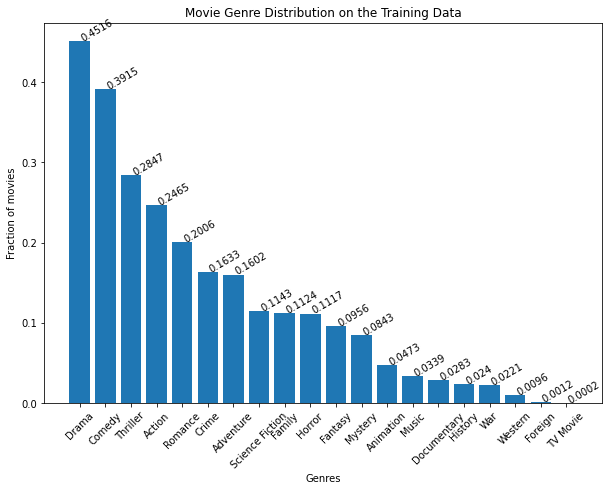 Movie Genre Distribution on the Training Data
Fraction of movies
0.4
0.3
0.2
0.1
0.0
0.4516
0.3915
0.2847
0.2465
0.2006
0.1633
0.1602
0.1143
0.1124
0.1117
0.0956
0.0843
0.0473
0.0339
0.0283
0.024
0.0221
0.0096
0.0012
0.0002
Drama
Comedy
Thriller
Action
Romance
Crime
Adventure
Science Fiction
Family
Horror
Fantasy
Mystery
Animation
Music
Documentary
History
War
Western
Foreign
TV Movie
Genres